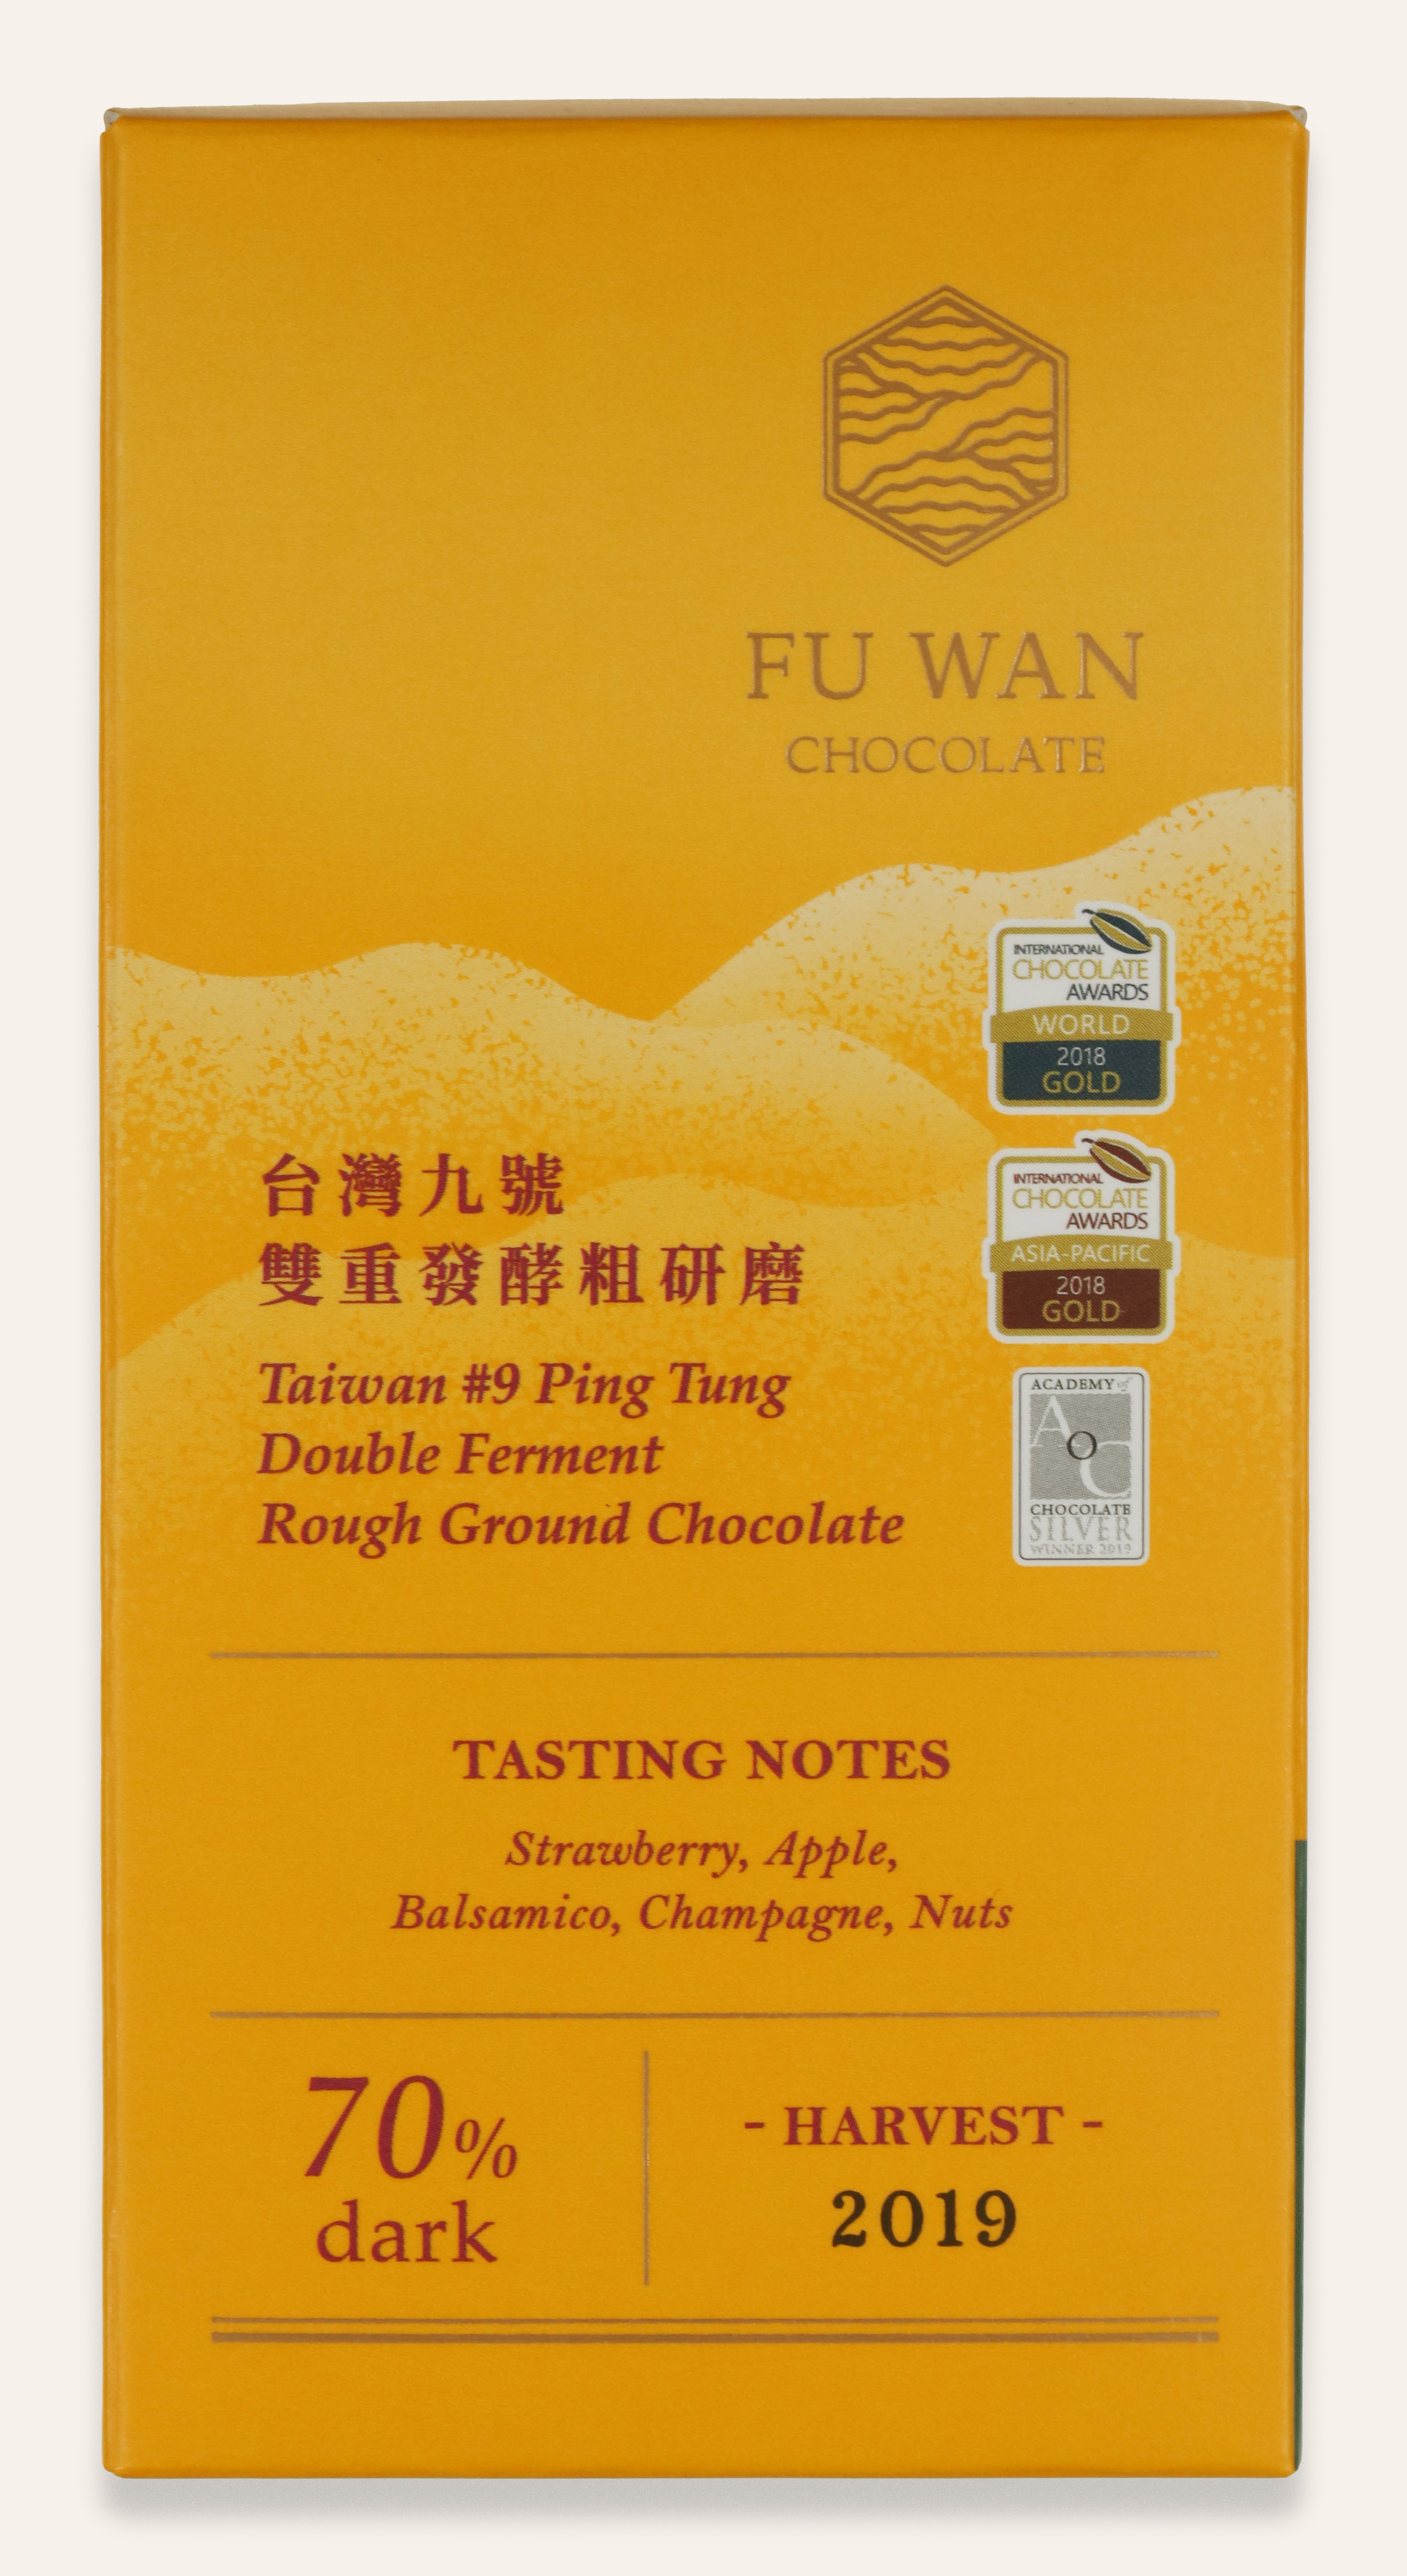 FU WAN
CHOCOLATE
INTERNATIONAL
CHOCOLATE
AWARDS
WORLD
2018
GOLD
台灣九號
雙重發酵粗研磨
INTERNATIONAL
CHOCOLATE
AWARDS
ASIA-PACIFIC
2018
GOLD
Taiwan #9 Ping Tung
Double Ferment
Rough Ground Chocolate
ACADEMY of
AOC
CHOCOLATE
SILVER
WINNER 2019
TASTING NOTES
Strawberry, Apple,
Balsamico, Champagne, Nuts
70%
dark
- HARVEST -
2019